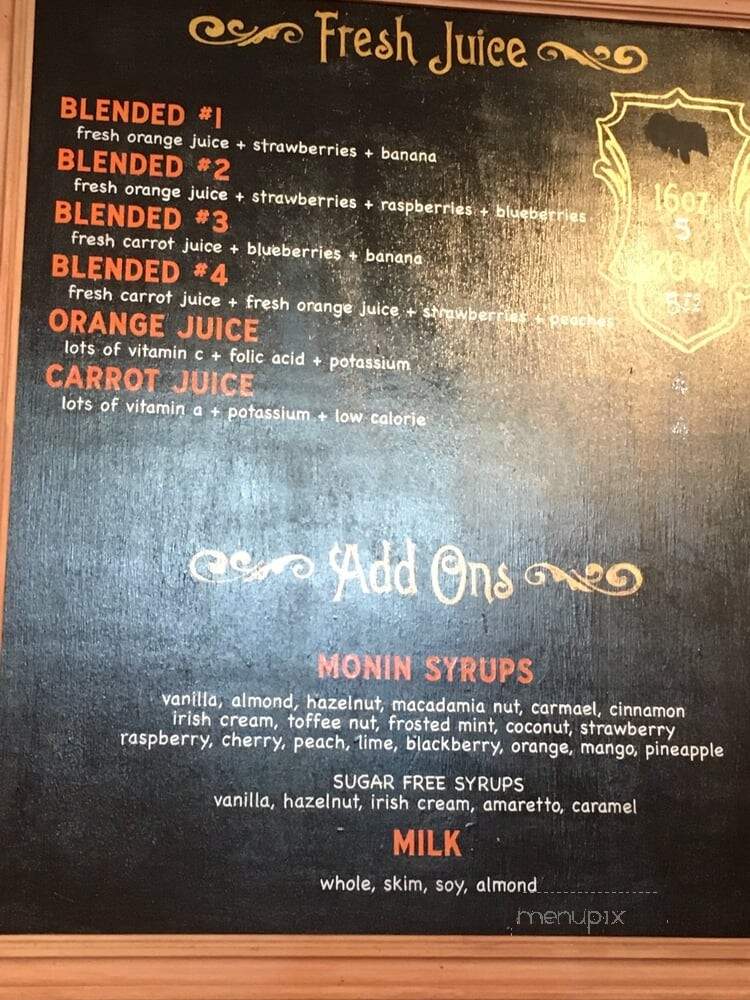 Fresh Juice
BLENDED #1
fresh orange juice + strawberries + banana
BLENDED #2
fresh orange juice + strawberries + raspberries + blueberries
BLENDED #3
fresh carrot juice + blueberries + banana
BLENDED #4
fresh carrot juice + fresh orange juice + strawberries + peaches
ORANGE JUICE
lots of vitamin c + folic acid + potassium
CARROT JUICE
lots of vitamin a + potassium + low calorie
16oz
5
Add Ons
MONIN SYRUPS
vanilla, almond, hazelnut, macadamia nut, carmael, cinnamon
irish cream, toffee nut, frosted mint, coconut, strawberry
raspberry, cherry, peach, lime, blackberry, orange, mango, pineapple
SUGAR FREE SYRUPS
vanilla, hazelnut, irish cream, amaretto, caramel
MILK
whole, skim, soy, almond
menupix